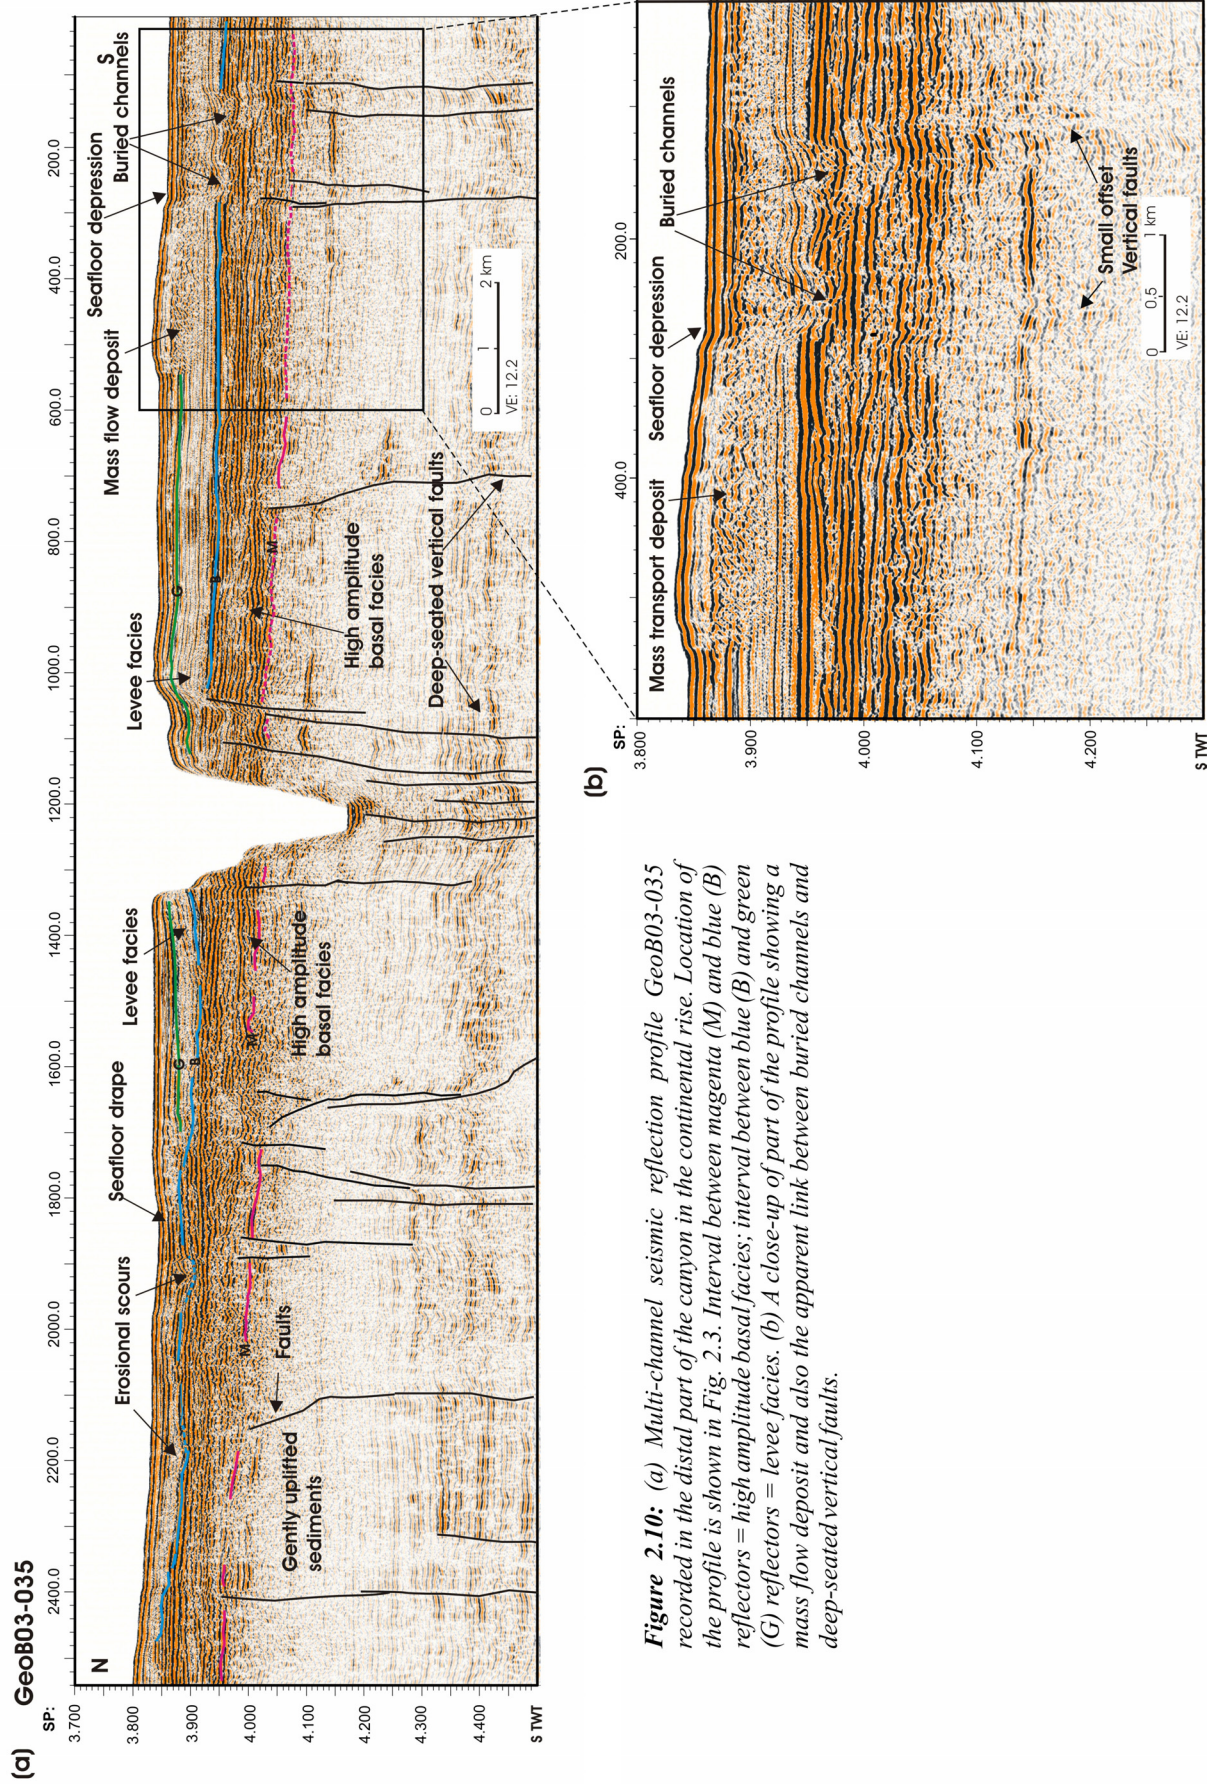 (a)
GeoB03-035
SP:
2400.0
2200.0
2000.0
1800.0
1600.0
1400.0
1200.0
1000.0
800.0
600.0
400.0
200.0
3.700
3.800
3.900
4.000
4.100
4.200
4.300
4.400
S TWT
N
S
Erosional scours
Seafloor drape
Levee facies
Levee facies
Mass flow deposit
Seafloor depression
Buried channels
G
B
M
M
G
B
M
Gently uplifted
sediments
Faults
High amplitude
basal facies
High amplitude
basal facies
Deep-seated vertical faults
0 1 2 km
VE: 12.2
(b)
SP:
400.0
200.0
3.800
3.900
4.000
4.100
4.200
S TWT
Mass transport deposit
Seafloor depression
Buried channels
Small offset
Vertical faults
0 0.5 1 km
VE: 12.2
Figure 2.10: (a) Multi-channel seismic reflection profile GeoB03-035
recorded in the distal part of the canyon in the continental rise. Location of
the profile is shown in Fig. 2.3. Interval between magenta (M) and blue (B)
reflectors = high amplitude basal facies; interval between blue (B) and green
(G) reflectors = levee facies. (b) A close-up of part of the profile showing a
mass flow deposit and also the apparent link between buried channels and
deep-seated vertical faults.